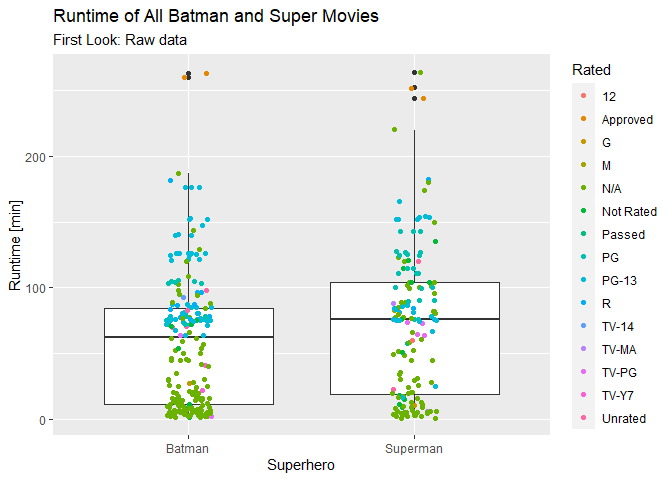 Runtime of All Batman and Super Movies
First Look: Raw data
Runtime [min]
200
100
0
Batman
Superman
Superhero
Rated
12
Approved
G
M
N/A
Not Rated
Passed
PG
PG-13
R
TV-14
TV-MA
TV-PG
TV-Y7
Unrated